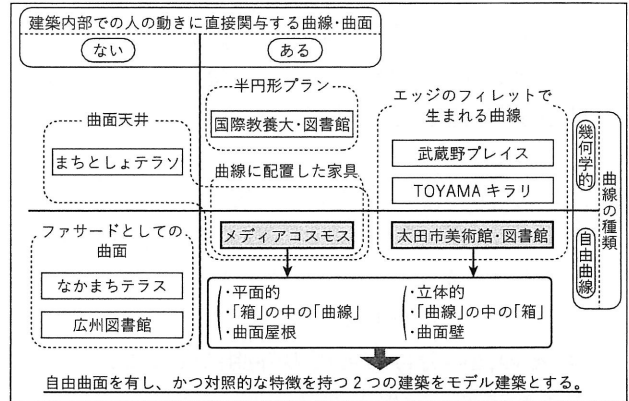 建築内部での人の動きに直接関与する曲線・曲面
ない
ある
半円形プラン
国際教養大・図書館
エッジのフィレットで
生まれる曲線
武蔵野プレイス
TOYAMA キラリ
曲面天井
まちとしょテラソ
曲線に配置した家具
幾何学的
曲線の種類
自由曲線
ファサードとしての
曲面
なかまちテラス
広州図書館
メディアコスモス
太田市美術館・図書館
・平面的
・「箱」の中の「曲線」
・曲面屋根
・立体的
・「曲線」の中の「箱」
・曲面壁
自由曲面を有し、かつ対照的な特徴を持つ2つの建築をモデル建築とする。